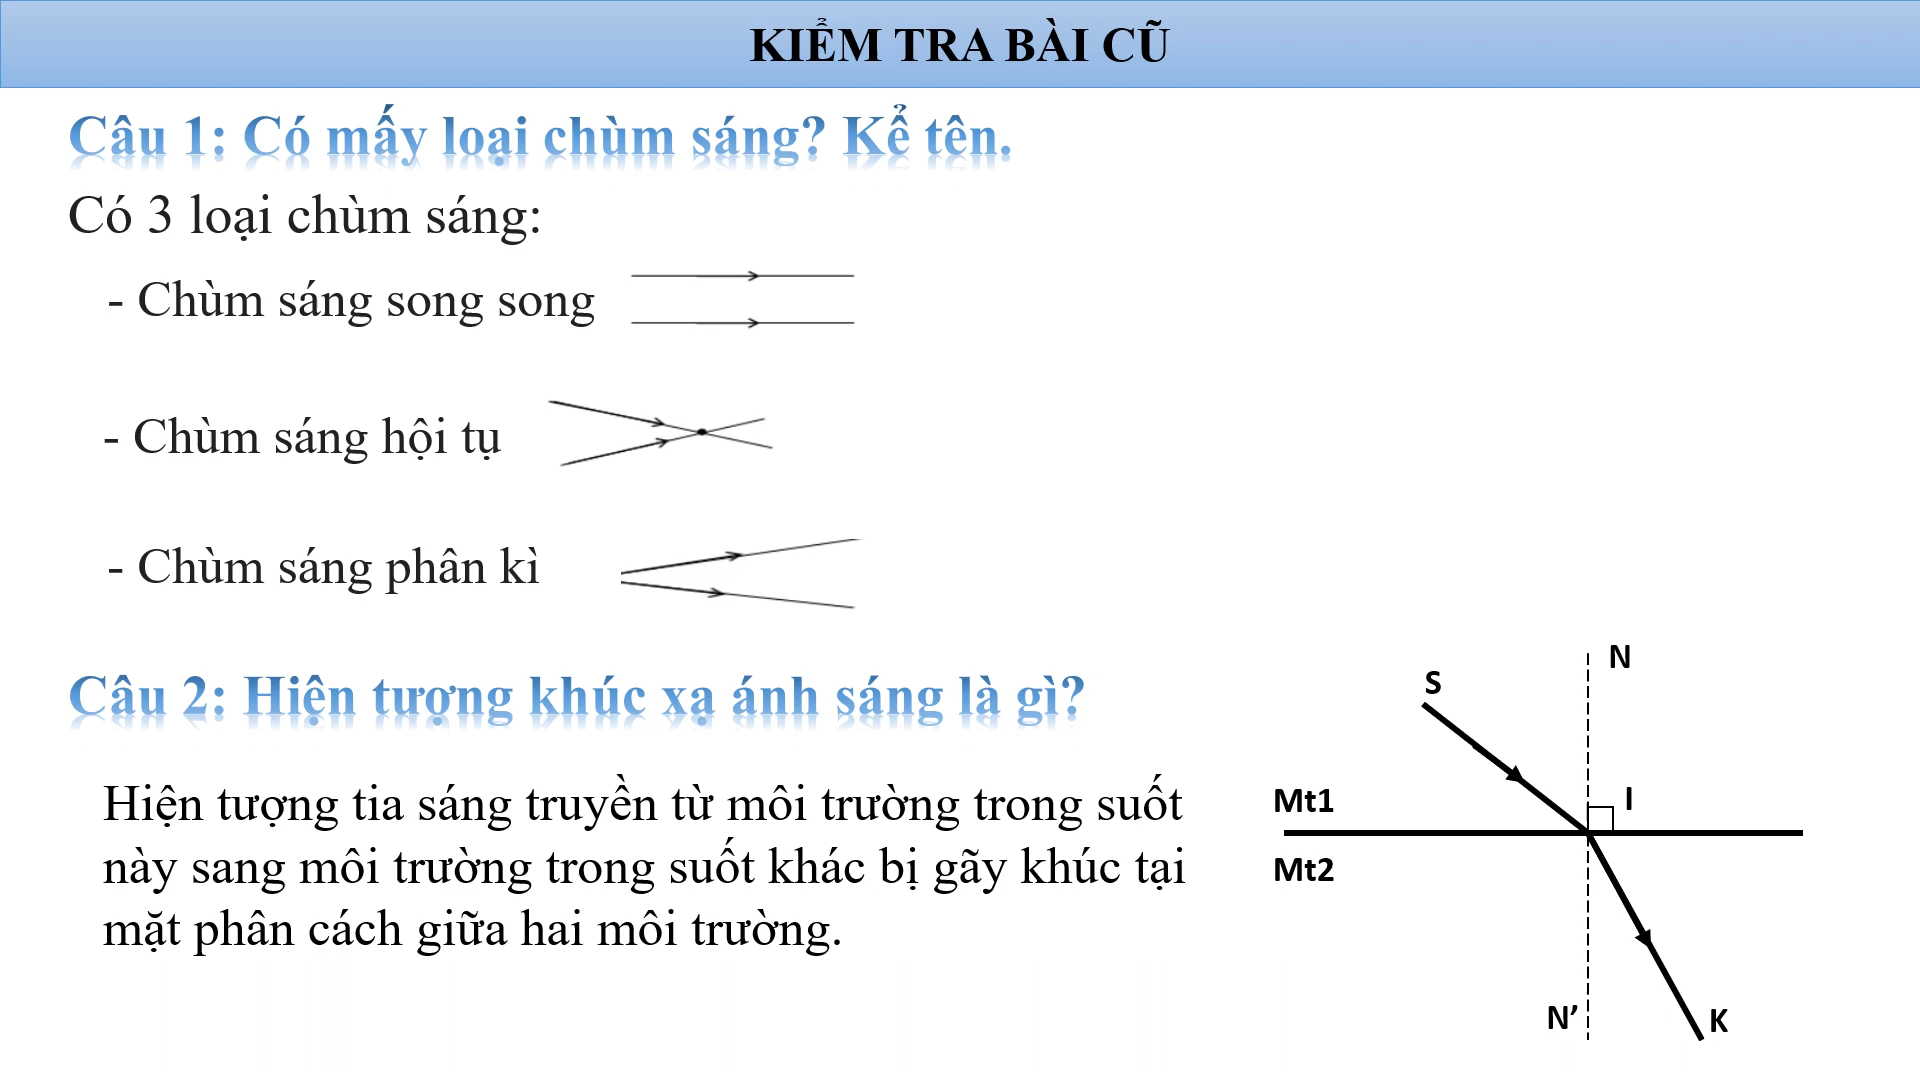 KIỂM TRA BÀI CŨ
Câu 1: Có mấy loại chùm sáng? Kể tên.
Có 3 loại chùm sáng:
- Chùm sáng song song
- Chùm sáng hội tụ
- Chùm sáng phân kì
Câu 2: Hiện tượng khúc xạ ánh sáng là gì?
Hiện tượng tia sáng truyền từ môi trường trong suốt
này sang môi trường trong suốt khác bị gãy khúc tại
mặt phân cách giữa hai môi trường.
N
S
Mt1
I
Mt2
N’
K